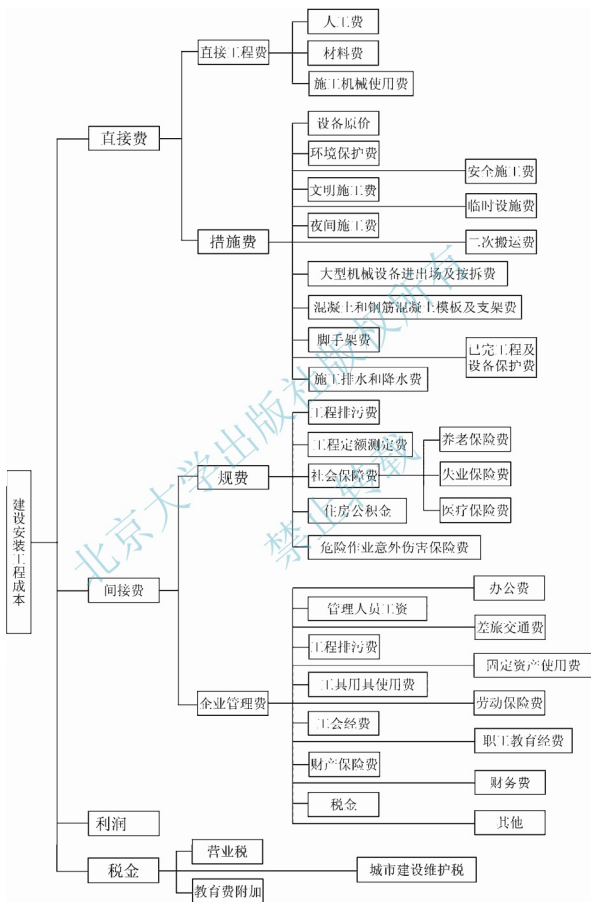 人工费
直接工程费
材料费
施工机械使用费
直接费
设备原价
环境保护费
安全施工费
文明施工费
临时设施费
夜间施工费
措施费
二次搬运费
大型机械设备进出场及按拆费
混凝土和钢筋混凝土模板及支架费
脚手架费
已完工程及
设备保护费
施工排水和降水费
工程排污费
工程定额测定费
养老保险费
规费
社会保障费
失业保险费
住房公积金
医疗保险费
危险作业意外伤害保险费
建设安装工程成本
间接费
办公费
管理人员工资
差旅交通费
工程排污费
固定资产使用费
工具用具使用费
企业管理费
劳动保险费
工会经费
职工教育经费
财产保险费
财务费
税金
其他
利润
营业税
税金
城市建设维护税
教育费附加
北京大学出版社版权所有
禁止转载